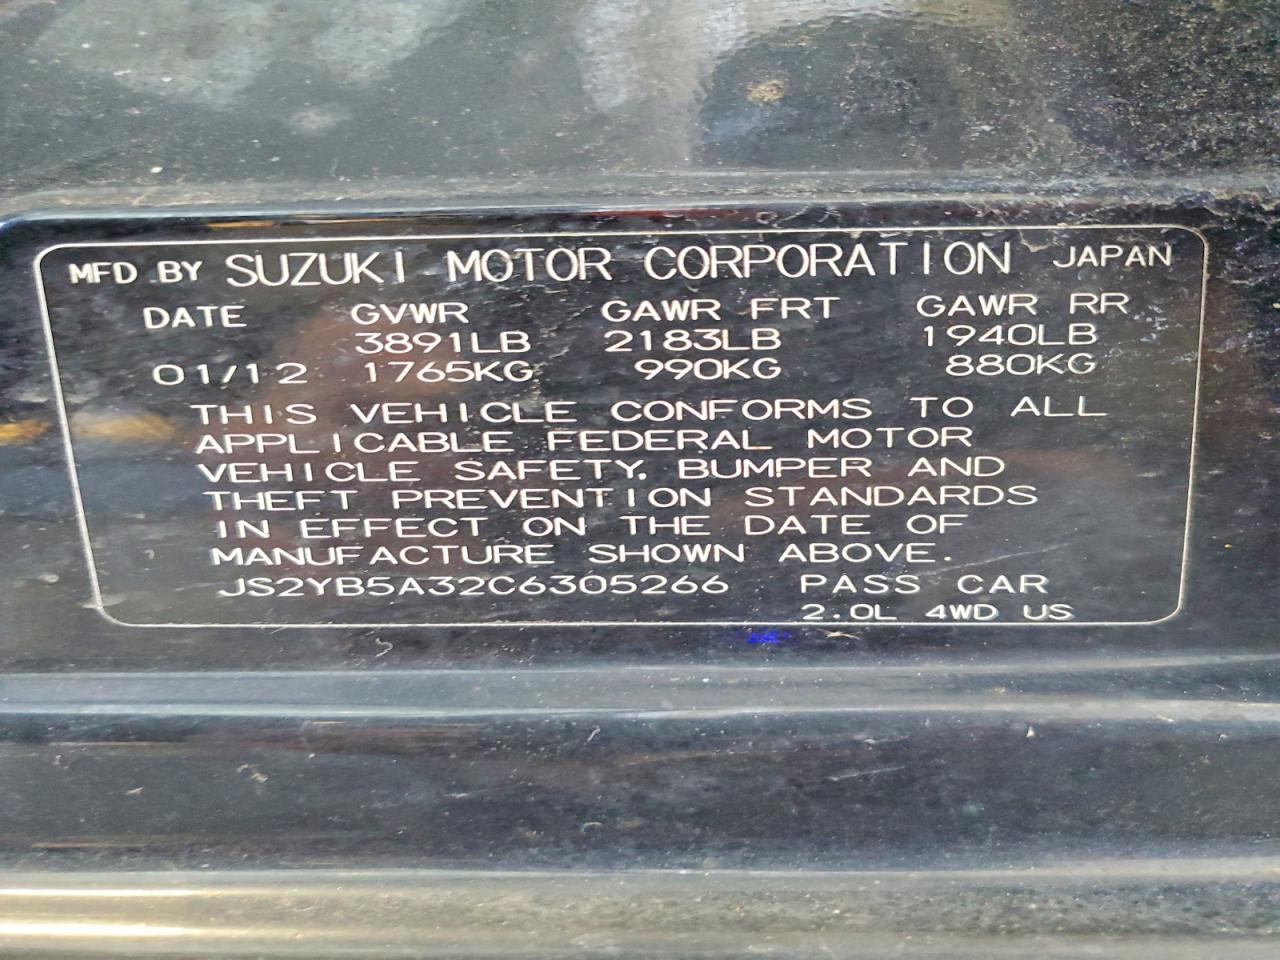 MFD BY SUZUKI MOTOR CORPORATION JAPAN
DATE GVWR GAWR FRT GAWR RR
3891LB 2183LB 1940LB
01/12 1765KG 990KG 880KG
THIS VEHICLE CONFORMS TO ALL
APPLICABLE FEDERAL MOTOR
VEHICLE SAFETY, BUMPER AND
THEFT PREVENTION STANDARDS
IN EFFECT ON THE DATE OF
MANUFACTURE SHOWN ABOVE.
JS2YB5A32C6305266 PASS CAR
2.0L 4WD US